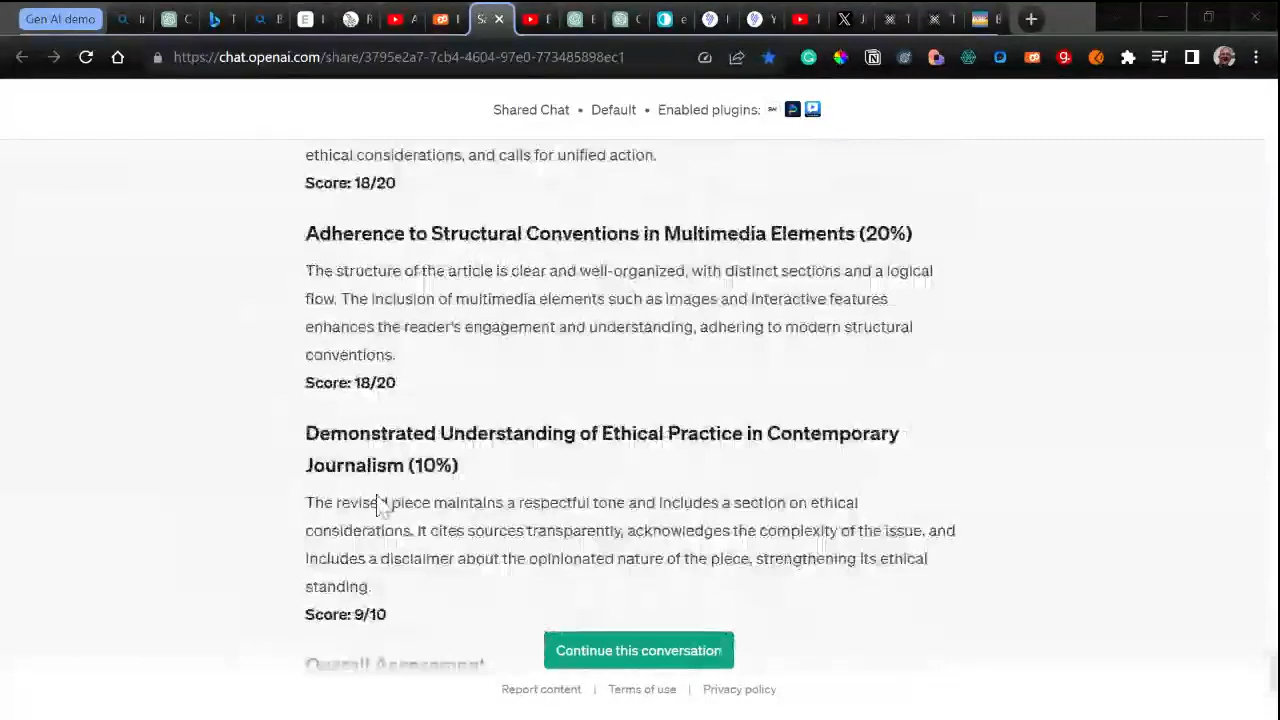 Gen AI demo
https://chat.openai.com/share/3795e2a7-7cb4-4604-97e0-773485898ec1
Shared Chat • Default • Enabled plugins:
ethical considerations, and calls for unified action.
Score: 18/20
Adherence to Structural Conventions in Multimedia Elements (20%)
The structure of the article is clear and well-organized, with distinct sections and a logical
flow. The inclusion of multimedia elements such as images and interactive features
enhances the reader's engagement and understanding, adhering to modern structural
conventions.
Score: 18/20
Demonstrated Understanding of Ethical Practice in Contemporary
Journalism (10%)
The revised piece maintains a respectful tone and includes a section on ethical
considerations. It cites sources transparently, acknowledges the complexity of the issue, and
includes a disclaimer about the opinionated nature of the piece, strengthening its ethical
standing.
Score: 9/10
Continue this conversation
Overall Assessment
Report content | Terms of use | Privacy policy